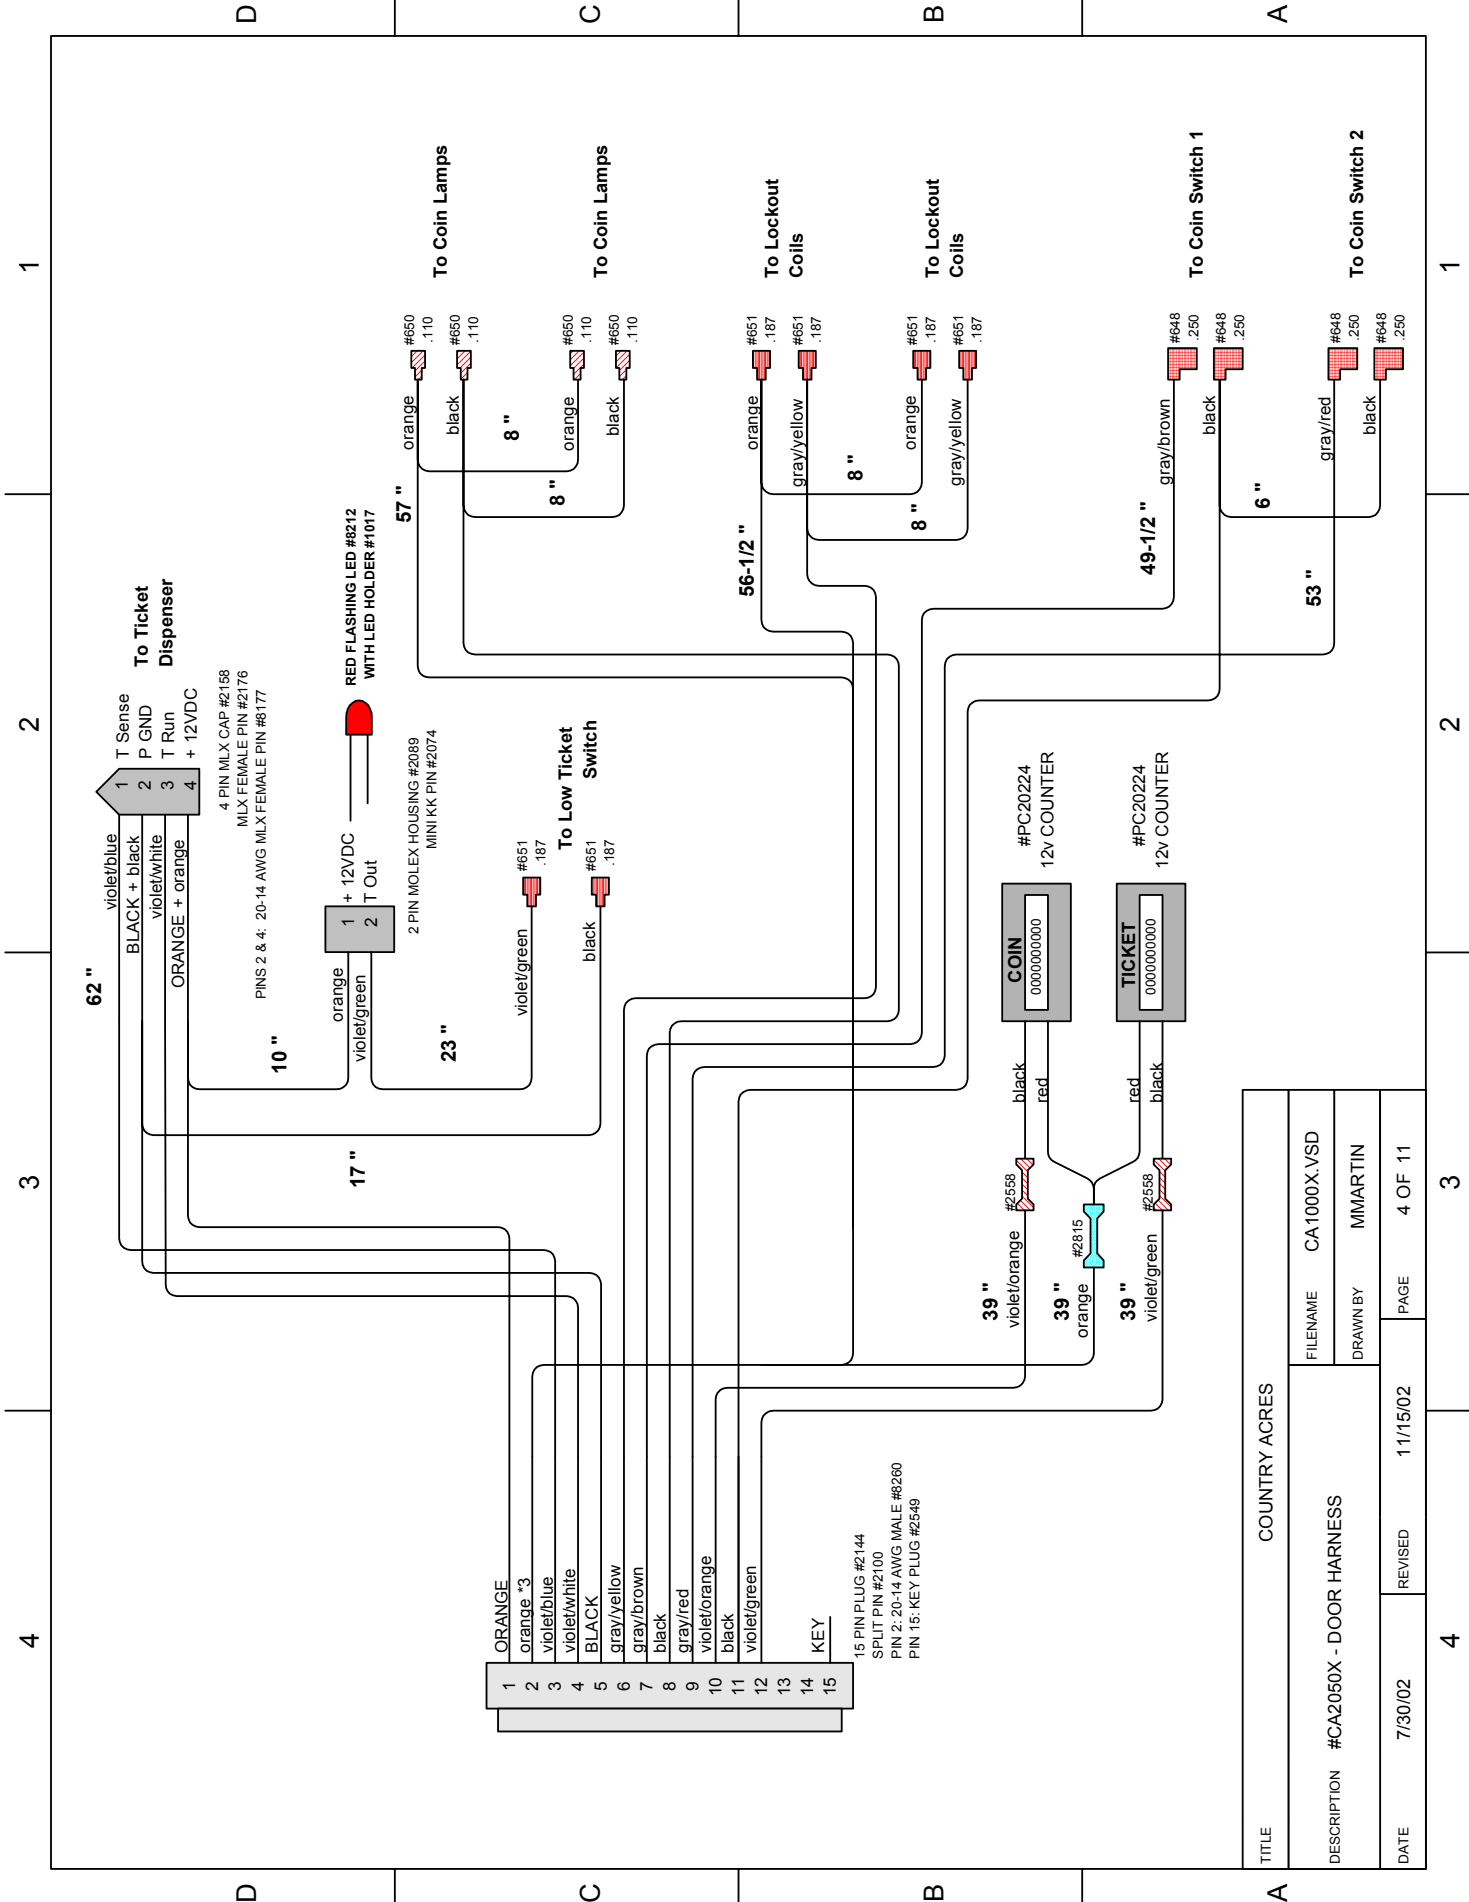 D
C
B
A
4
3
2
1
62 "
violet/blue
BLACK + black
violet/white
ORANGE + orange
1
2
3
4
T Sense
P GND
T Run
+ 12VDC
To Ticket
Dispenser
4 PIN MLX CAP #2158
MLX FEMALE PIN #2176
PINS 2 & 4: 20-14 AWG MLX FEMALE PIN #8177
10 "
orange
violet/green
1
2
+ 12VDC
T Out
RED FLASHING LED #8212
WITH LED HOLDER #1017
2 PIN MOLEX HOUSING #2089
MINI KK PIN #2074
17 "
23 "
violet/green
black
#651
.187
#651
.187
To Low Ticket
Switch
57 "
orange
black
8 "
8 "
orange
black
#650
.110
#650
.110
#650
.110
#650
.110
To Coin Lamps
To Coin Lamps
56-1/2 "
orange
gray/yellow
8 "
8 "
orange
gray/yellow
#651
.187
#651
.187
#651
.187
#651
.187
To Lockout
Coils
To Lockout
Coils
49-1/2 "
gray/brown
black
6 "
53 "
gray/red
black
#648
.250
#648
.250
#648
.250
#648
.250
To Coin Switch 1
To Coin Switch 2
1
2
3
4
5
6
7
8
9
10
11
12
13
14
15
ORANGE
orange *3
violet/blue
violet/white
BLACK
gray/yellow
gray/brown
black
gray/red
violet/orange
black
violet/green
KEY
15 PIN PLUG #2144
SPLIT PIN #2100
PIN 2: 20-14 AWG MALE #8260
PIN 15: KEY PLUG #2549
39 "
violet/orange
39 "
orange
39 "
violet/green
#2558
#2815
#2558
black
red
red
black
COIN
0000000000
TICKET
0000000000
#PC20224
12v COUNTER
#PC20224
12v COUNTER
TITLE
COUNTRY ACRES
DESCRIPTION
#CA2050X - DOOR HARNESS
FILENAME
CA1000X.VSD
DRAWN BY
MMARTIN
DATE
7/30/02
REVISED
11/15/02
PAGE
4 OF 11
4
3
2
1
D
C
B
A